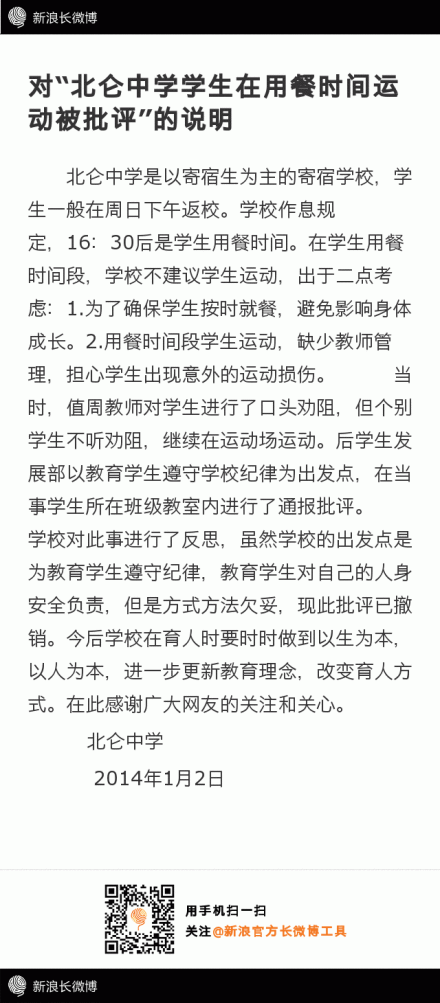 新浪长微博
对“北仑中学学生在用餐时间运
动被批评”的说明
北仑中学是以寄宿生为主的寄宿学校，学
生一般在周日下午返校。学校作息规
定，16：30后是学生用餐时间。在学生用餐
时间段，学校不建议学生运动，出于二点考
虑：1.为了确保学生按时就餐，避免影响身体
成长。2.用餐时间段学生运动，缺少教师管
理，担心学生出现意外的运动损伤。 当
时，值周教师对学生进行了口头劝阻，但个别
学生不听劝阻，继续在运动场运动。后学生发
展部以教育学生遵守学校纪律为出发点，在当
事学生所在班级教室内进行了通报批评。
学校对此事进行了反思，虽然学校的出发点是
为教育学生遵守纪律，教育学生对自己的人身
安全负责，但是方式方法欠妥，现此批评已撤
销。今后学校在育人时要时时做到以生为本，
以人为本，进一步更新教育理念，改变育人方
式。在此感谢广大网友的关注和关心。
北仑中学
2014年1月2日
用手机扫一扫
关注@新浪官方长微博工具
新浪长微博